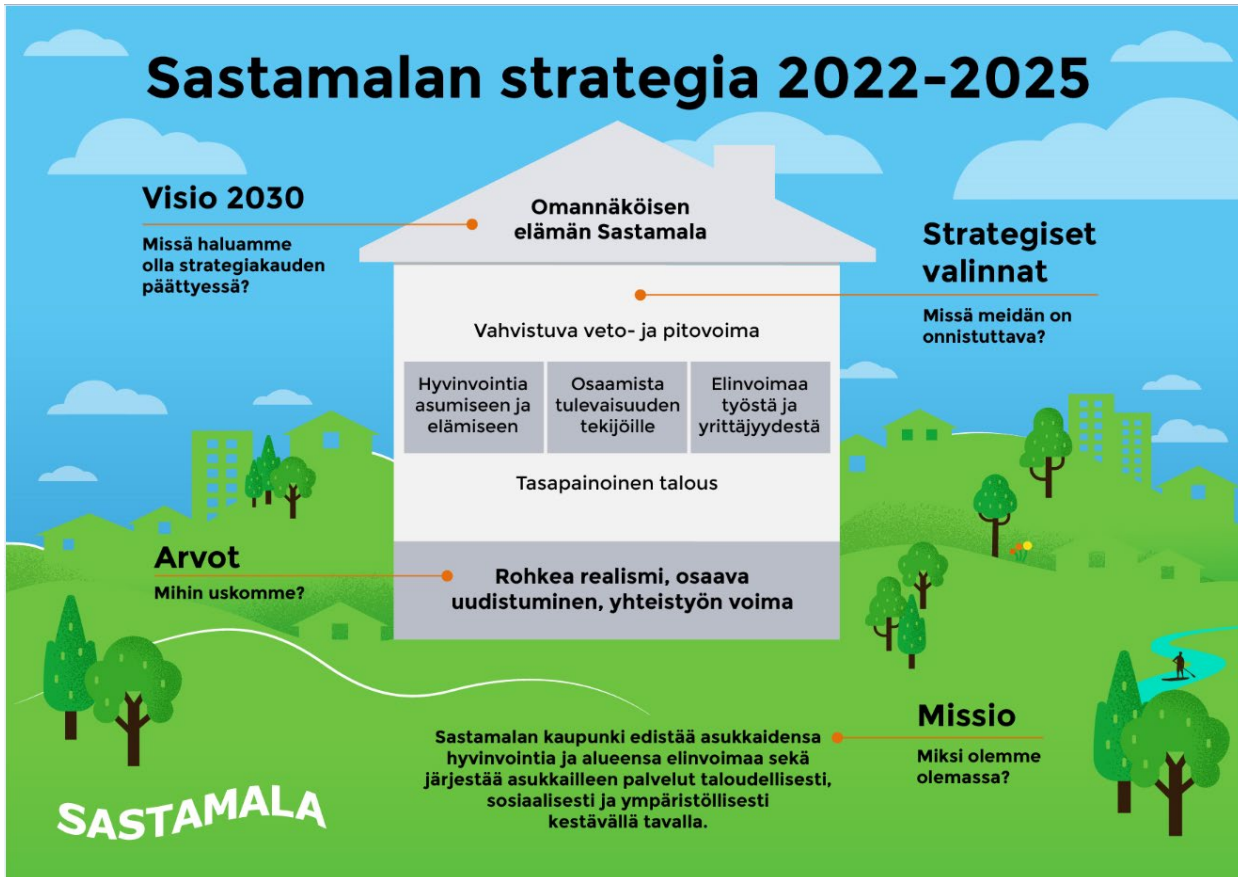 Sastamalan strategia 2022-2025
Visio 2030
Missä haluamme
olla strategiakauden
päättyessä?
Omannäköisen
elämän Sastamala
Strategiset
valinnat
Missä meidän on
onnistuttava?
Vahvistuva veto- ja pitovoima
Hyvinvointia
asumiseen ja
elämiseen
Osaamista
tulevaisuuden
tekijöille
Elinvoimaa
työstä ja
yrittäjyydestä
Tasapainoinen talous
Arvot
Mihin uskomme?
Rohkea realismi, osaava
uudistuminen, yhteistyön voima
Missio
Miksi olemme
olemassa?
Sastamalan kaupunki edistää asukkaidensa
hyvinvointia ja alueensa elinvoimaa sekä
järjestää asukkailleen palvelut taloudellisesti,
sosiaalisesti ja ympäristöllisesti
kestävällä tavalla.
SASTAMALA